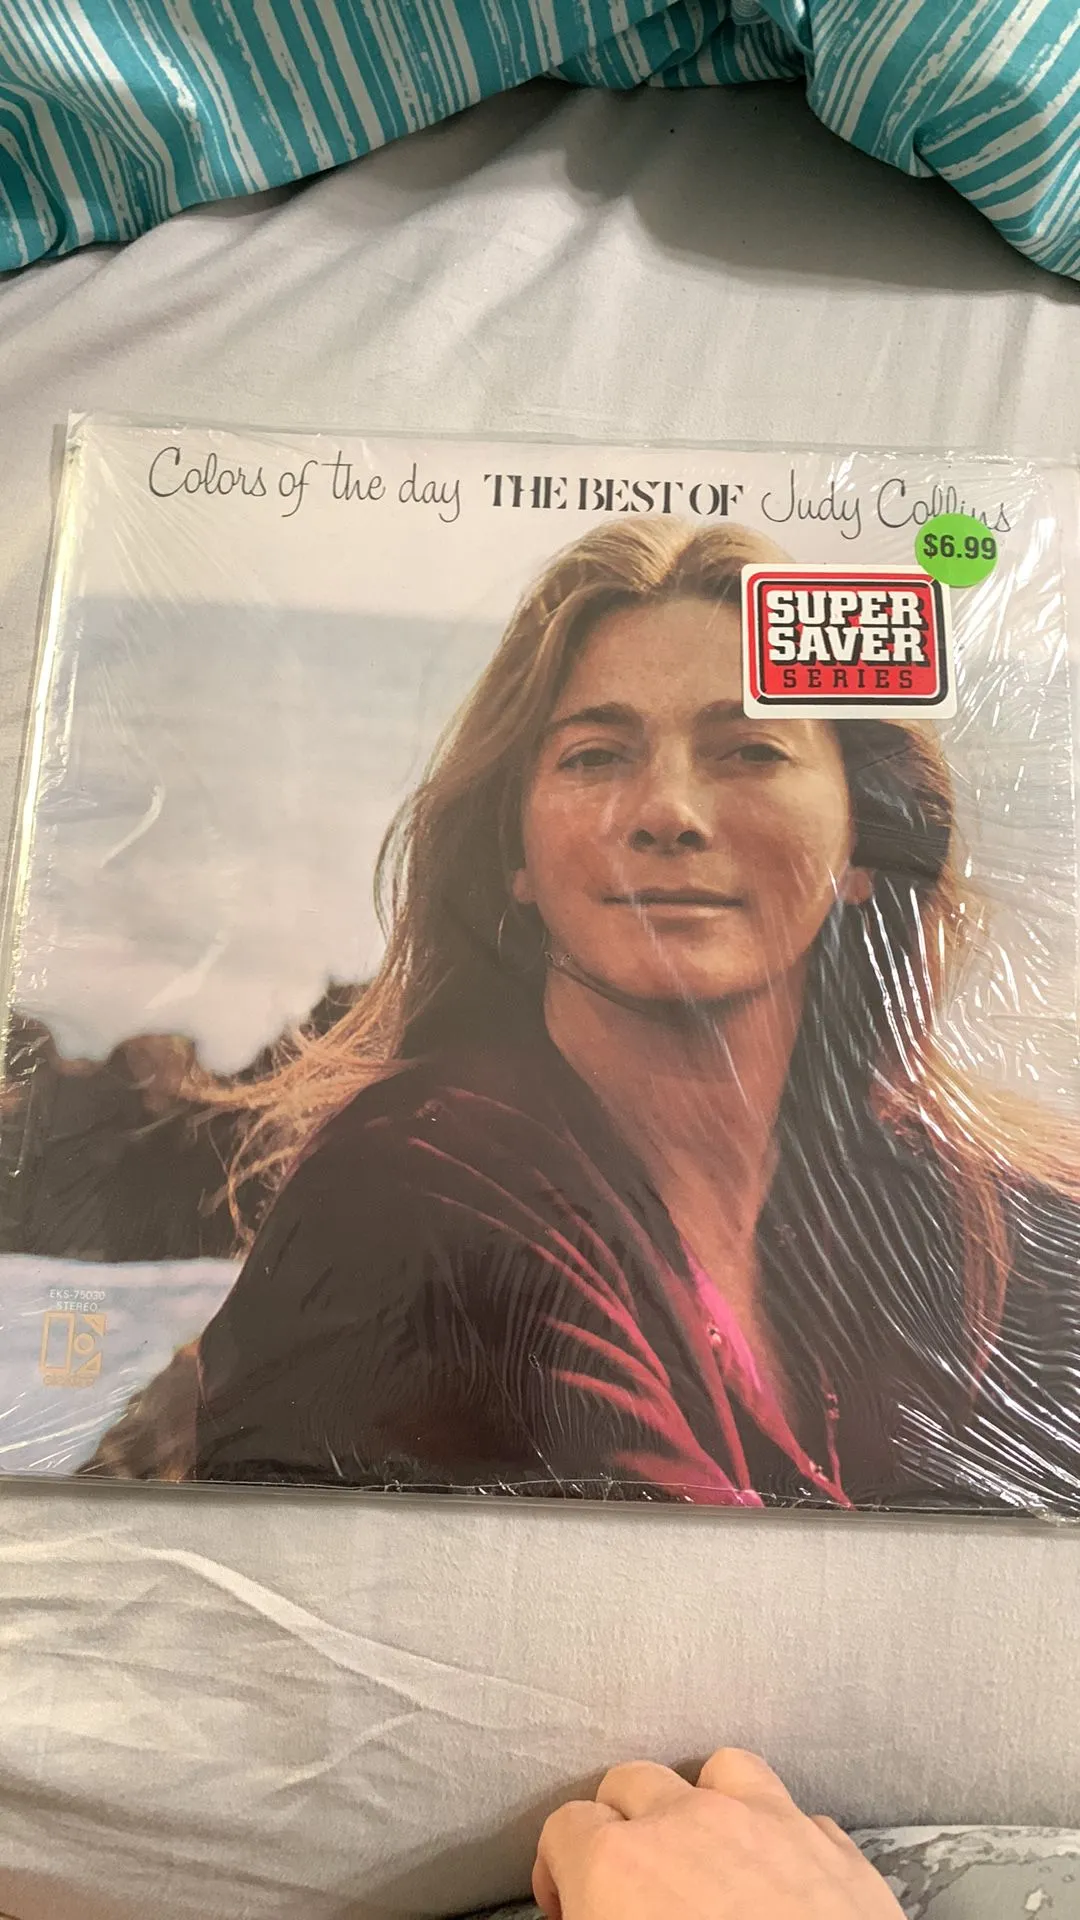 Colors of the day THE BEST OF Judy Collins
$6.99
SUPER
SAVER
SERIES
EKS-75030
STEREO